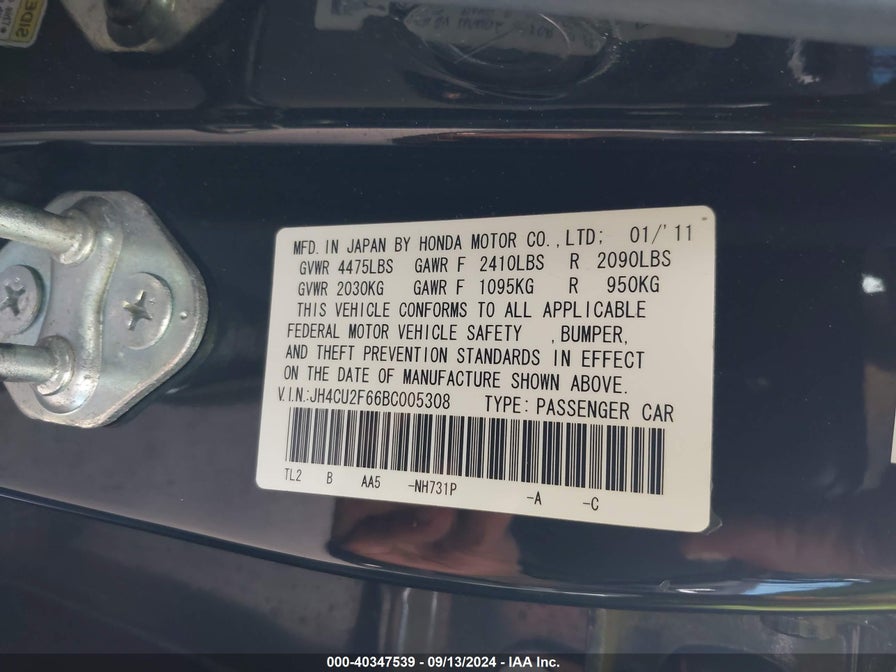 SIDE
MFD. IN JAPAN BY HONDA MOTOR CO., LTD; 01/'11
GVWR 4475LBS GAWR F 2410LBS R 2090LBS
GVWR 2030KG GAWR F 1095KG R 950KG
THIS VEHICLE CONFORMS TO ALL APPLICABLE
FEDERAL MOTOR VEHICLE SAFETY ,BUMPER,
AND THEFT PREVENTION STANDARDS IN EFFECT
ON THE DATE OF MANUFACTURE SHOWN ABOVE.
V.I.N:JH4CU2F66BC005308 TYPE: PASSENGER CAR
TL2 B AA5 -NH731P -A -C
000-40347539 - 09/13/2024 - IAA Inc.